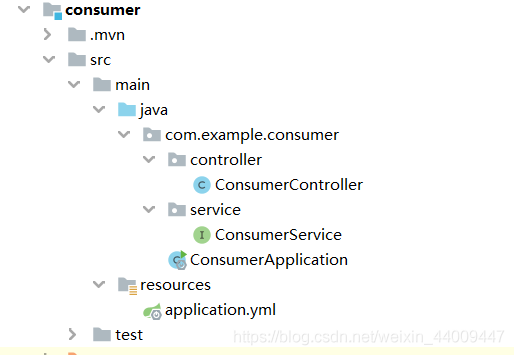 consumer
.mvn
src
main
java
com.example.consumer
controller
C ConsumerController
service
I ConsumerService
C ConsumerApplication
resources
application.yml
test
https://blog.csdn.net/weixin_44009447